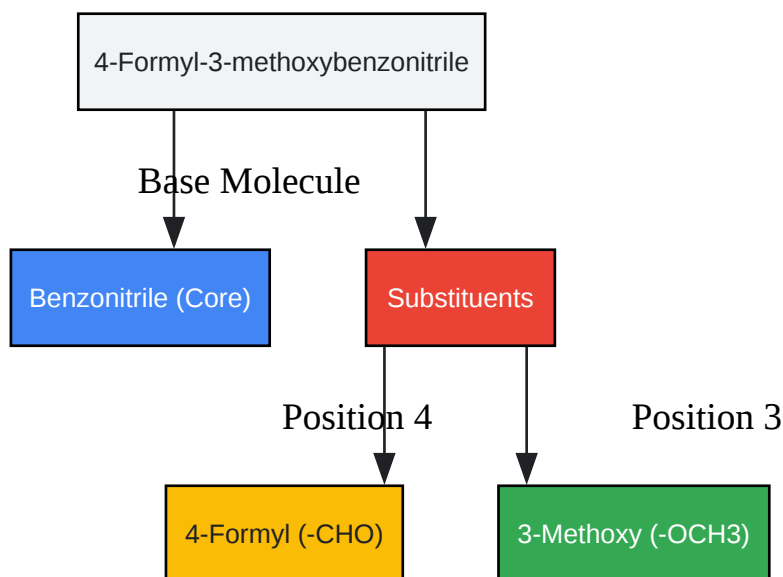 4-Formyl-3-methoxybenzonitrile
Base Molecule
Benzonitrile (Core)
Substituents
Position 4
Position 3
4-Formyl (-CHO)
3-Methoxy (-OCH3)